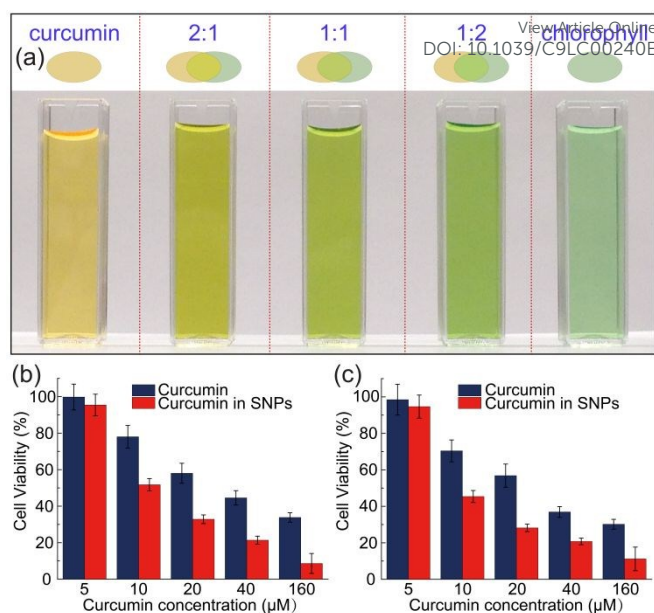 View Article Online
DOI: 10.1039/C9LC00240E
curcumin 2:1 1:1 1:2 chlorophyll
(a)
(b)
Curcumin
Curcumin in SNPs
Cell Viability (%)
100
80
60
40
20
0
5 10 20 40 160
Curcumin concentration (μM)
(c)
Curcumin
Curcumin in SNPs
Cell Viability (%)
100
80
60
40
20
0
5 10 20 40 160
Curcumin concentration (μM)